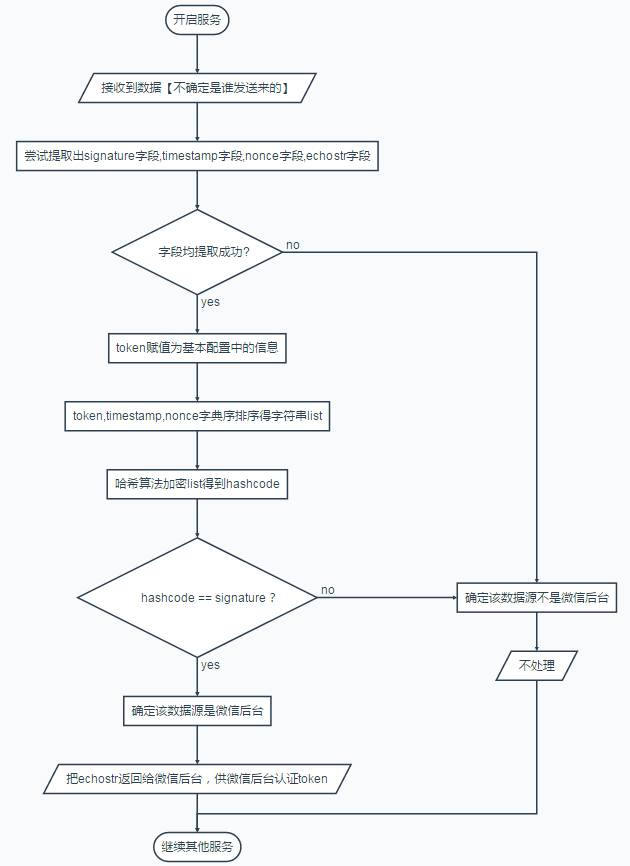 开启服务
接收到数据【不确定是谁发送来的】
尝试提取出signature字段,timestamp字段,nonce字段,echostr字段
字段均提取成功?
no
yes
token赋值为基本配置中的信息
token,timestamp,nonce字典序排序得字符串list
哈希算法加密list得到hashcode
hashcode == signature ?
no
确定该数据源不是微信后台
yes
不处理
确定该数据源是微信后台
把echostr返回给微信后台，供微信后台认证token
继续其他服务